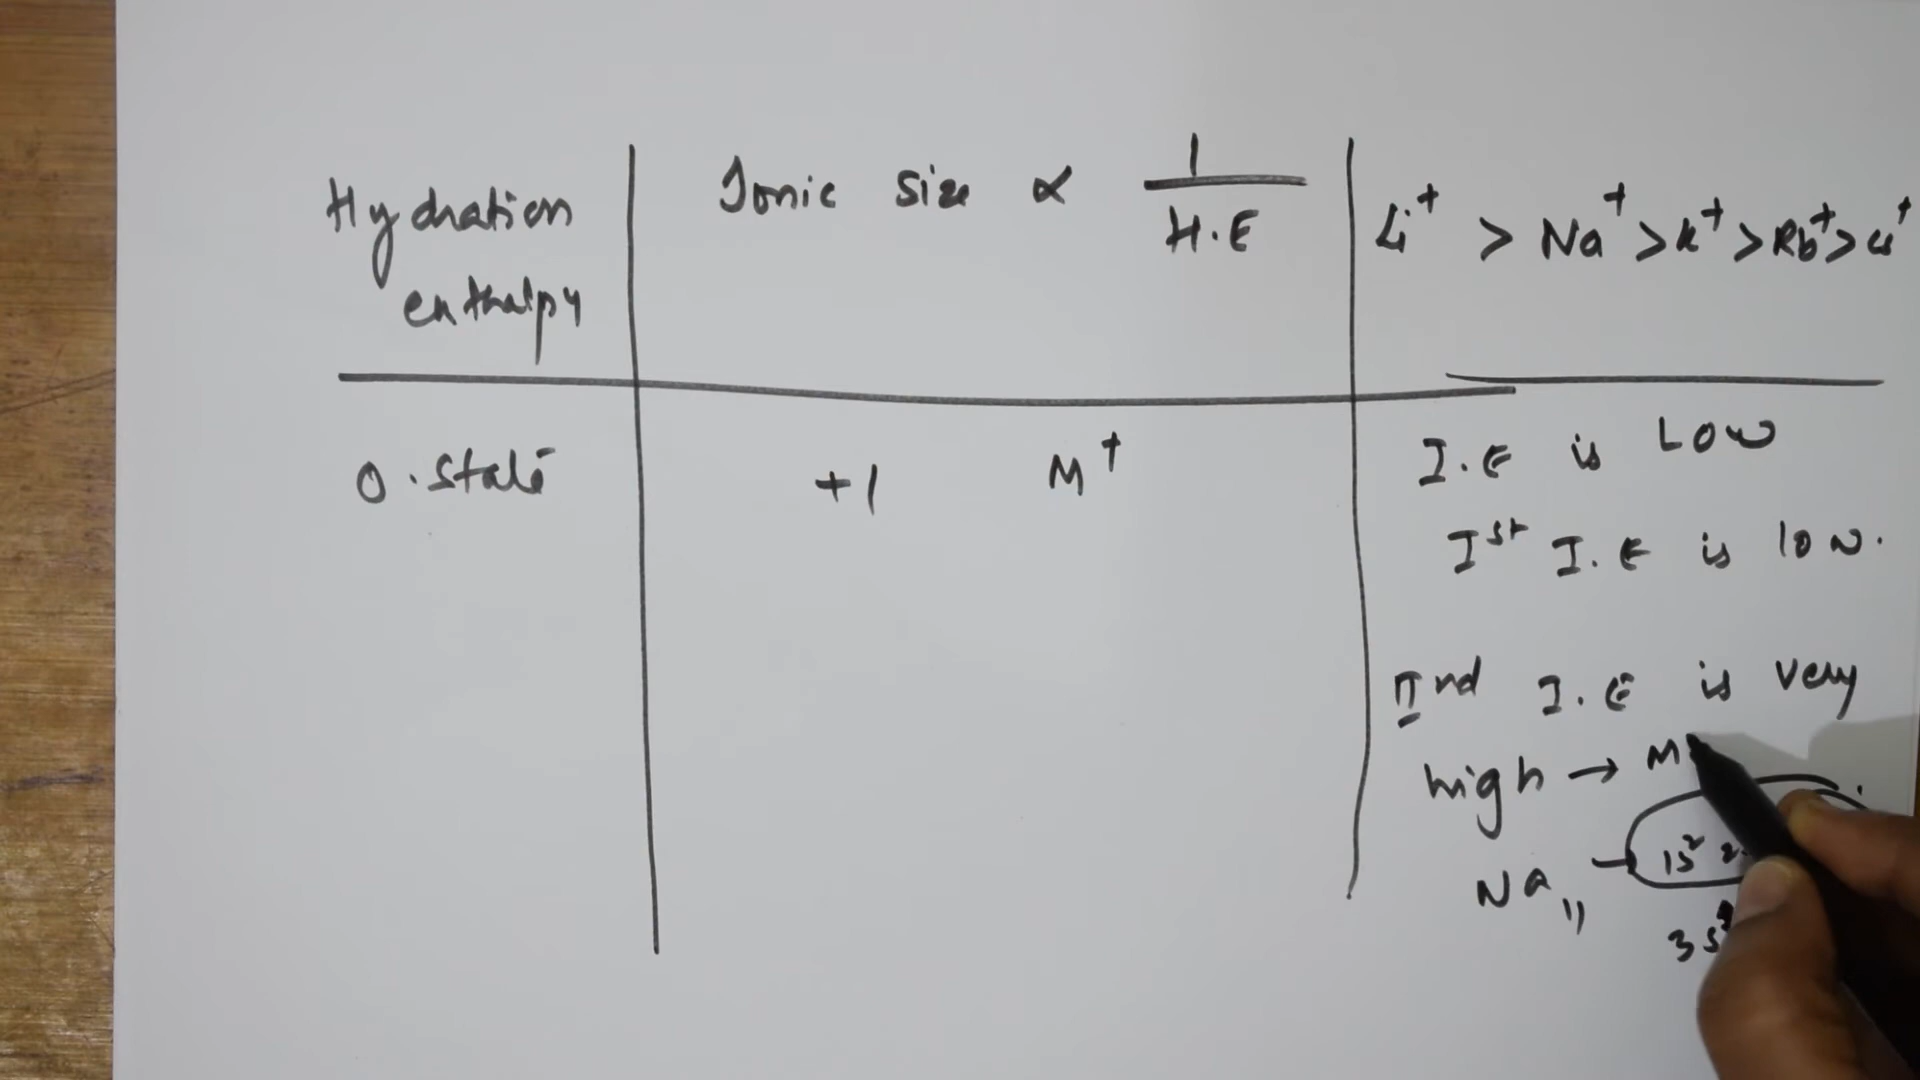 Hydration
enthalpy
Ionic size ∝ 1/H.E
Li⁺ > Na⁺ > K⁺ > Rb⁺ > Cs⁺
O. State
+1 M⁺
I.E is Low
Iˢᵗ I.E is low.
IInd I.E is very
high → M
Na₁₁ – 1s² 2
3s